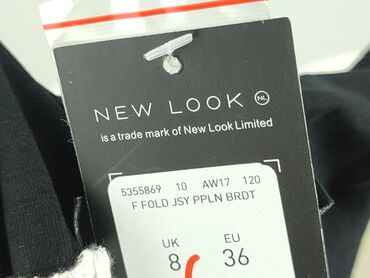 NEW LOOK NL
is a trade mark of New Look Limited
5355869 10 AW17 120
F FOLD JSY PPLN BRDT
UK EU
8 36